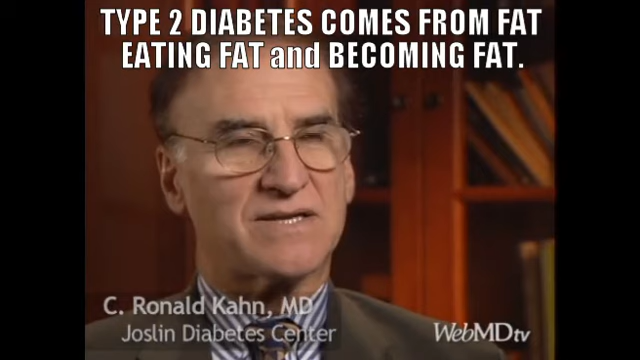 TYPE 2 DIABETES COMES FROM FAT
EATING FAT and BECOMING FAT.
C. Ronald Kahn, MD
Joslin Diabetes Center
WebMDtv